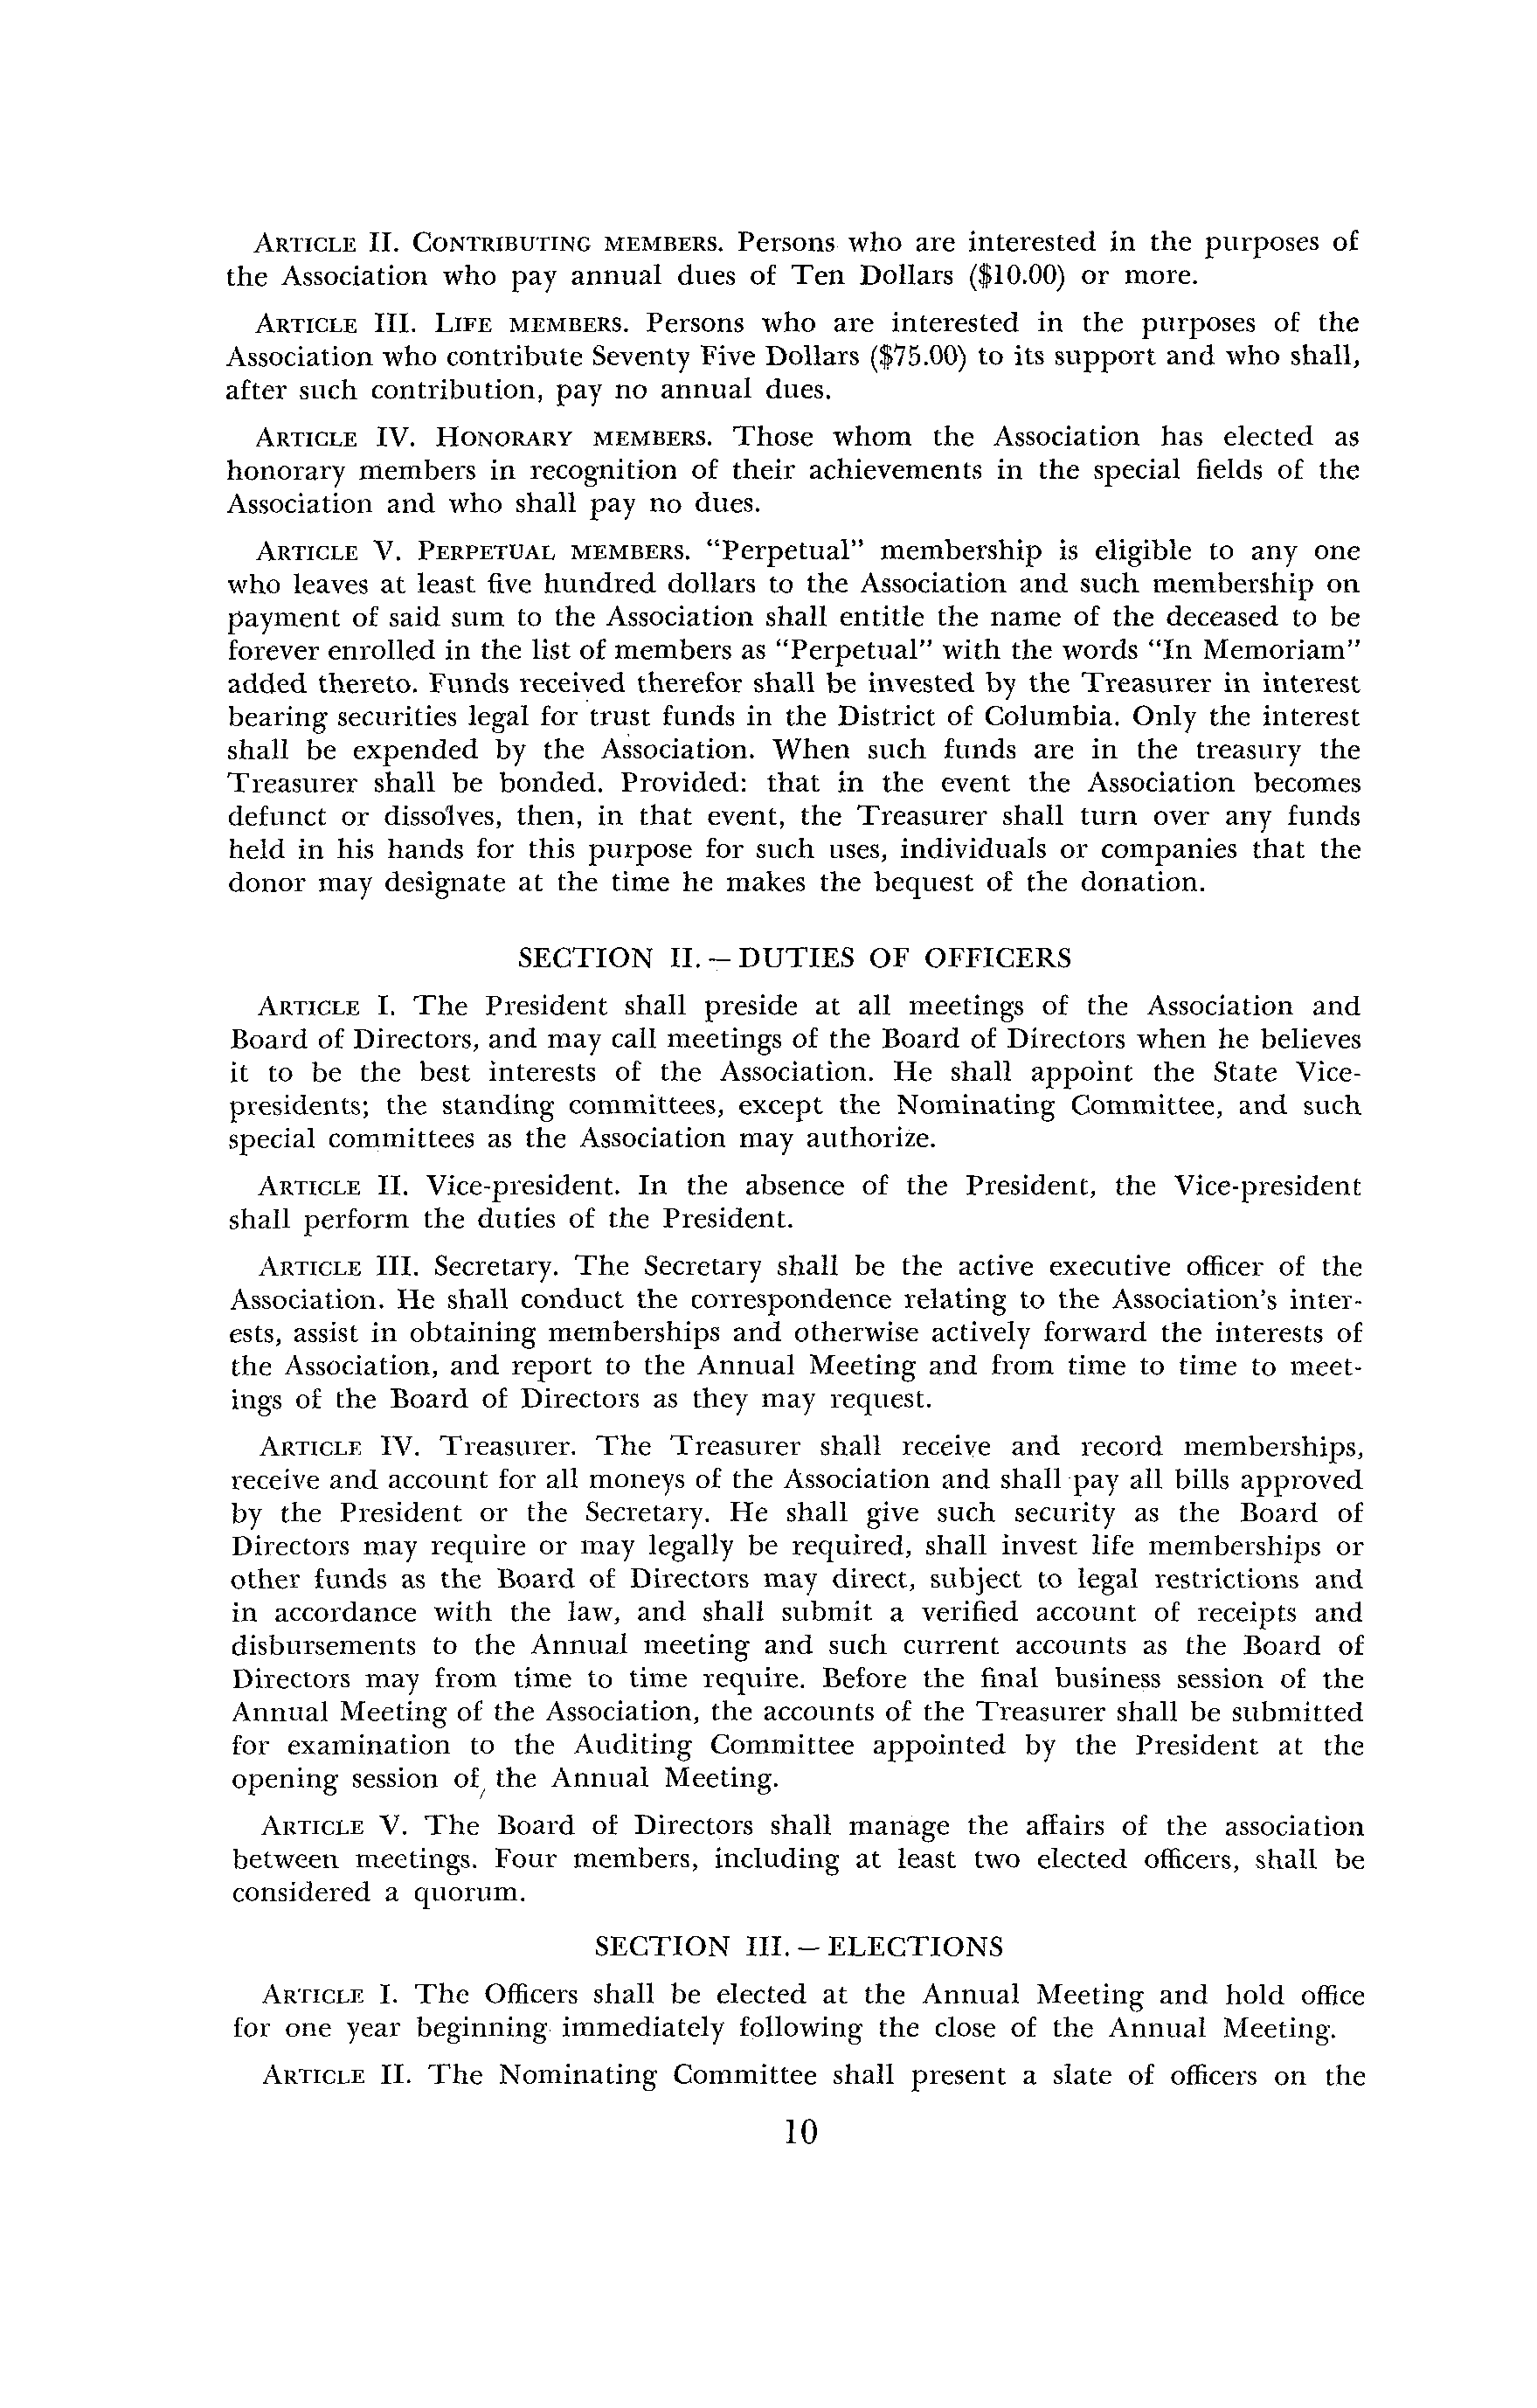 ARTICLE II. CONTRIBUTING MEMBERS. Persons who are interested in the purposes of
the Association who pay annual dues of Ten Dollars ($10.00) or more.
ARTICLE III. LIFE MEMBERS. Persons who are interested in the purposes of the
Association who contribute Seventy Five Dollars ($75.00) to its support and who shall,
after such contribution, pay no annual dues.
ARTICLE IV. HONORARY MEMBERS. Those whom the Association has elected as
honorary members in recognition of their achievements in the special fields of the
Association and who shall pay no dues.
ARTICLE V. PERPETUAL MEMBERS. “Perpetual” membership is eligible to any one
who leaves at least five hundred dollars to the Association and such membership on
payment of said sum to the Association shall entitle the name of the deceased to be
forever enrolled in the list of members as “Perpetual” with the words “In Memoriam”
added thereto. Funds received therefor shall be invested by the Treasurer in interest
bearing securities legal for trust funds in the District of Columbia. Only the interest
shall be expended by the Association. When such funds are in the treasury the
Treasurer shall be bonded. Provided: that in the event the Association becomes
defunct or dissolves, then, in that event, the Treasurer shall turn over any funds
held in his hands for this purpose for such uses, individuals or companies that the
donor may designate at the time he makes the bequest of the donation.
SECTION II. — DUTIES OF OFFICERS
ARTICLE I. The President shall preside at all meetings of the Association and
Board of Directors, and may call meetings of the Board of Directors when he believes
it to be the best interests of the Association. He shall appoint the State Vice-
presidents; the standing committees, except the Nominating Committee, and such
special committees as the Association may authorize.
ARTICLE II. Vice-president. In the absence of the President, the Vice-president
shall perform the duties of the President.
ARTICLE III. Secretary. The Secretary shall be the active executive officer of the
Association. He shall conduct the correspondence relating to the Association’s inter-
ests, assist in obtaining memberships and otherwise actively forward the interests of
the Association, and report to the Annual Meeting and from time to time to meet-
ings of the Board of Directors as they may request.
ARTICLE IV. Treasurer. The Treasurer shall receive and record memberships,
receive and account for all moneys of the Association and shall pay all bills approved
by the President or the Secretary. He shall give such security as the Board of
Directors may require or may legally be required, shall invest life memberships or
other funds as the Board of Directors may direct, subject to legal restrictions and
in accordance with the law, and shall submit a verified account of receipts and
disbursements to the Annual meeting and such current accounts as the Board of
Directors may from time to time require. Before the final business session of the
Annual Meeting of the Association, the accounts of the Treasurer shall be submitted
for examination to the Auditing Committee appointed by the President at the
opening session of the Annual Meeting.
ARTICLE V. The Board of Directors shall manage the affairs of the association
between meetings. Four members, including at least two elected officers, shall be
considered a quorum.
SECTION III. — ELECTIONS
ARTICLE I. The Officers shall be elected at the Annual Meeting and hold office
for one year beginning immediately following the close of the Annual Meeting.
ARTICLE II. The Nominating Committee shall present a slate of officers on the
10